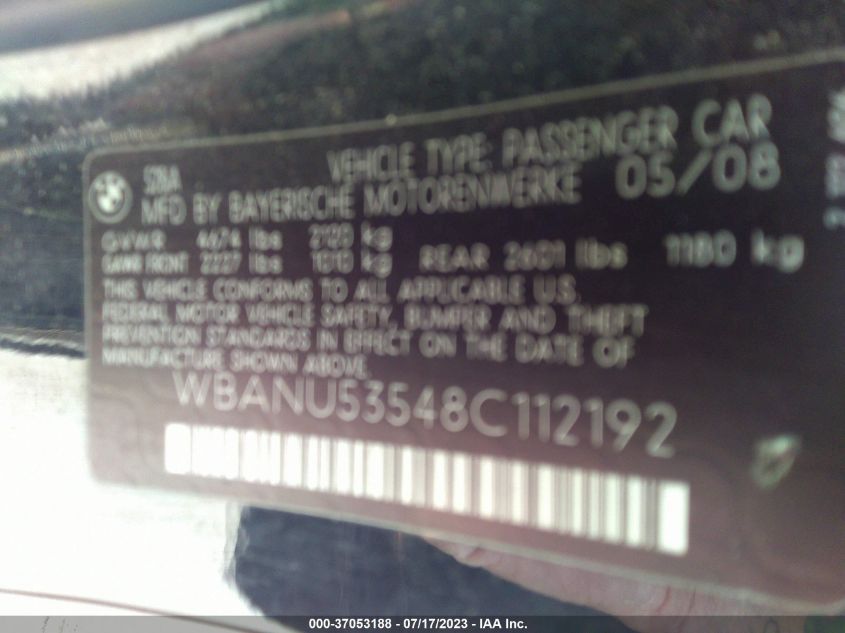 VEHICLE TYPE: PASSENGER CAR
528iA
MFD BY BAYERISCHE MOTORENWERKE 05/08
GVWR 4674 lbs 2120 kg
GAWR FRONT 2227 lbs 1010 kg REAR 2601 lbs 1180 kg
THIS VEHICLE CONFORMS TO ALL APPLICABLE U.S.
FEDERAL MOTOR VEHICLE SAFETY, BUMPER AND THEFT
PREVENTION STANDARDS IN EFFECT ON THE DATE OF
MANUFACTURE SHOWN ABOVE.
WBANU53548C112192
000-37053188 - 07/17/2023 - IAA Inc.